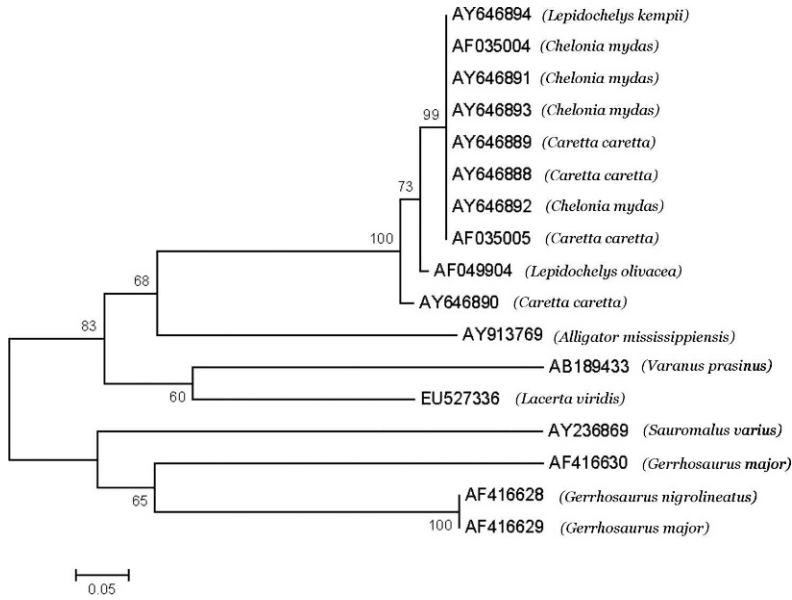 AY646894 (Lepidochelys kempii)
AF035004 (Chelonia mydas)
AY646891 (Chelonia mydas)
AY646893 (Chelonia mydas)
99
AY646889 (Caretta caretta)
AY646888 (Caretta caretta)
73
AY646892 (Chelonia mydas)
100
AF035005 (Caretta caretta)
AF049904 (Lepidochelys olivacea)
68
AY646890 (Caretta caretta)
83
AY913769 (Alligator mississippiensis)
AB189433 (Varanus prasinus)
60
EU527336 (Lacerta viridis)
AY236869 (Sauromalus varius)
AF416630 (Gerrhosaurus major)
65
AF416628 (Gerrhosaurus nigrolineatus)
100
AF416629 (Gerrhosaurus major)
0.05